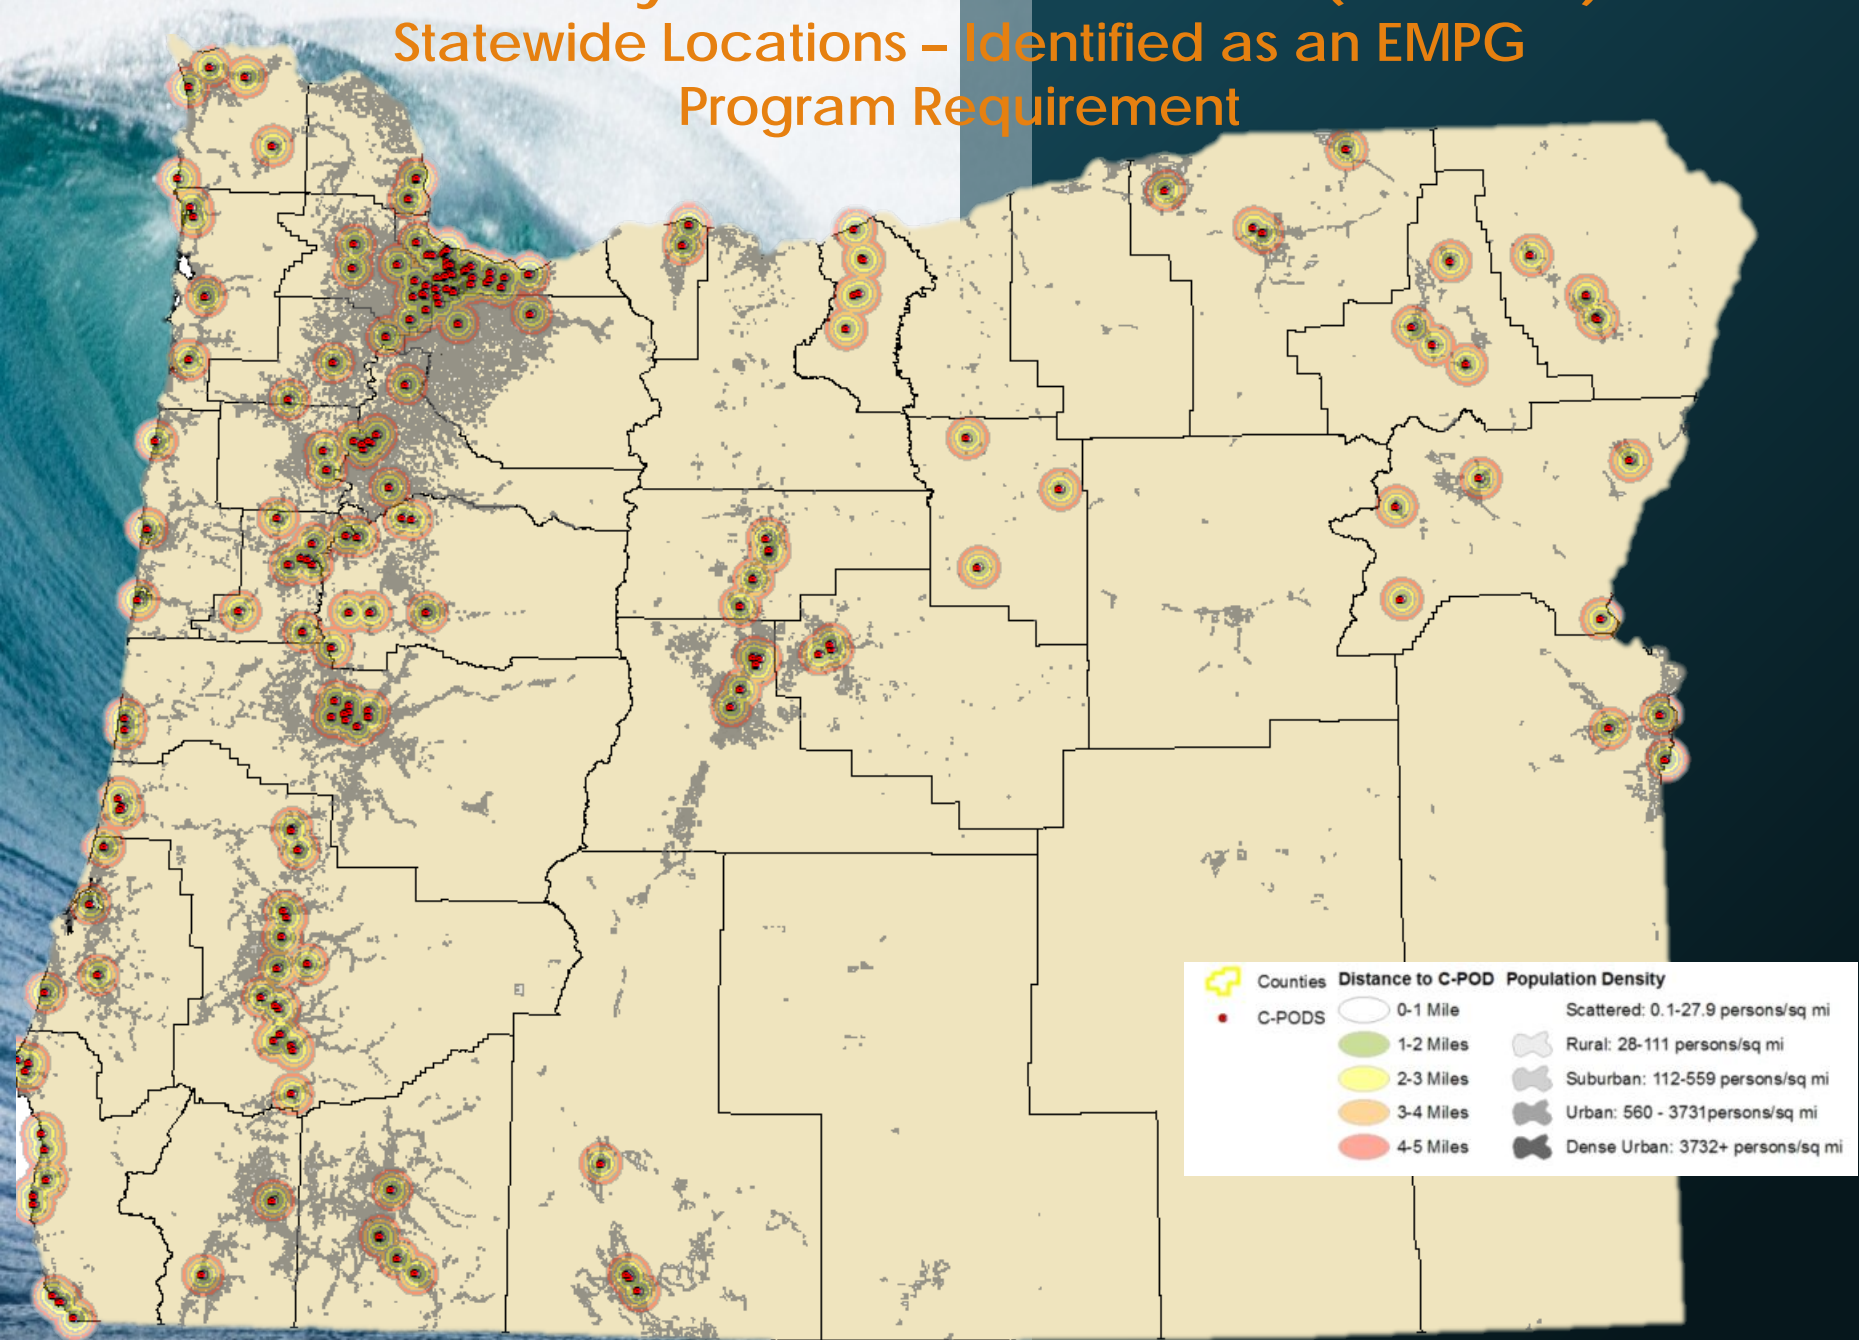 Statewide Locations – Identified as an EMPG
Program Requirement
Counties Distance to C-POD Population Density
0-1 Mile Scattered: 0.1-27.9 persons/sq mi
C-PODS
1-2 Miles Rural: 28-111 persons/sq mi
2-3 Miles Suburban: 112-559 persons/sq mi
3-4 Miles Urban: 560 - 3731persons/sq mi
4-5 Miles Dense Urban: 3732+ persons/sq mi